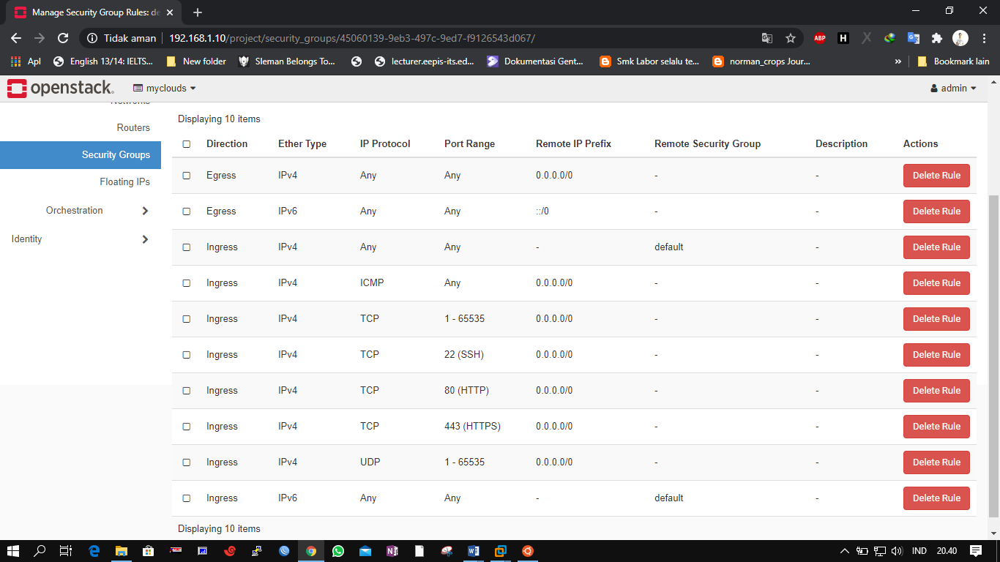 Manage Security Group Rules: de
Tidak aman
192.168.1.10/project/security_groups/45060139-9eb3-497c-9ed7-f9126543d067/
ABP
H
Apl
English 13/14: IELTS...
New folder
Sleman Belongs To...
lecturer.eepis-its.ed...
Dokumentasi Gent...
Smk Labor selalu te...
norman_crops Jour...
»
Bookmark lain
openstack.
myclouds
admin
Networks
Routers
Security Groups
Floating IPs
Orchestration
Identity
Displaying 10 items
Direction Ether Type IP Protocol Port Range Remote IP Prefix Remote Security Group Description Actions
Egress IPv4 Any Any 0.0.0.0/0 - - Delete Rule
Egress IPv6 Any Any ::/0 - - Delete Rule
Ingress IPv4 Any Any - default - Delete Rule
Ingress IPv4 ICMP Any 0.0.0.0/0 - - Delete Rule
Ingress IPv4 TCP 1 - 65535 0.0.0.0/0 - - Delete Rule
Ingress IPv4 TCP 22 (SSH) 0.0.0.0/0 - - Delete Rule
Ingress IPv4 TCP 80 (HTTP) 0.0.0.0/0 - - Delete Rule
Ingress IPv4 TCP 443 (HTTPS) 0.0.0.0/0 - - Delete Rule
Ingress IPv4 UDP 1 - 65535 0.0.0.0/0 - - Delete Rule
Ingress IPv6 Any Any - default - Delete Rule
Displaying 10 items
IND
20.40